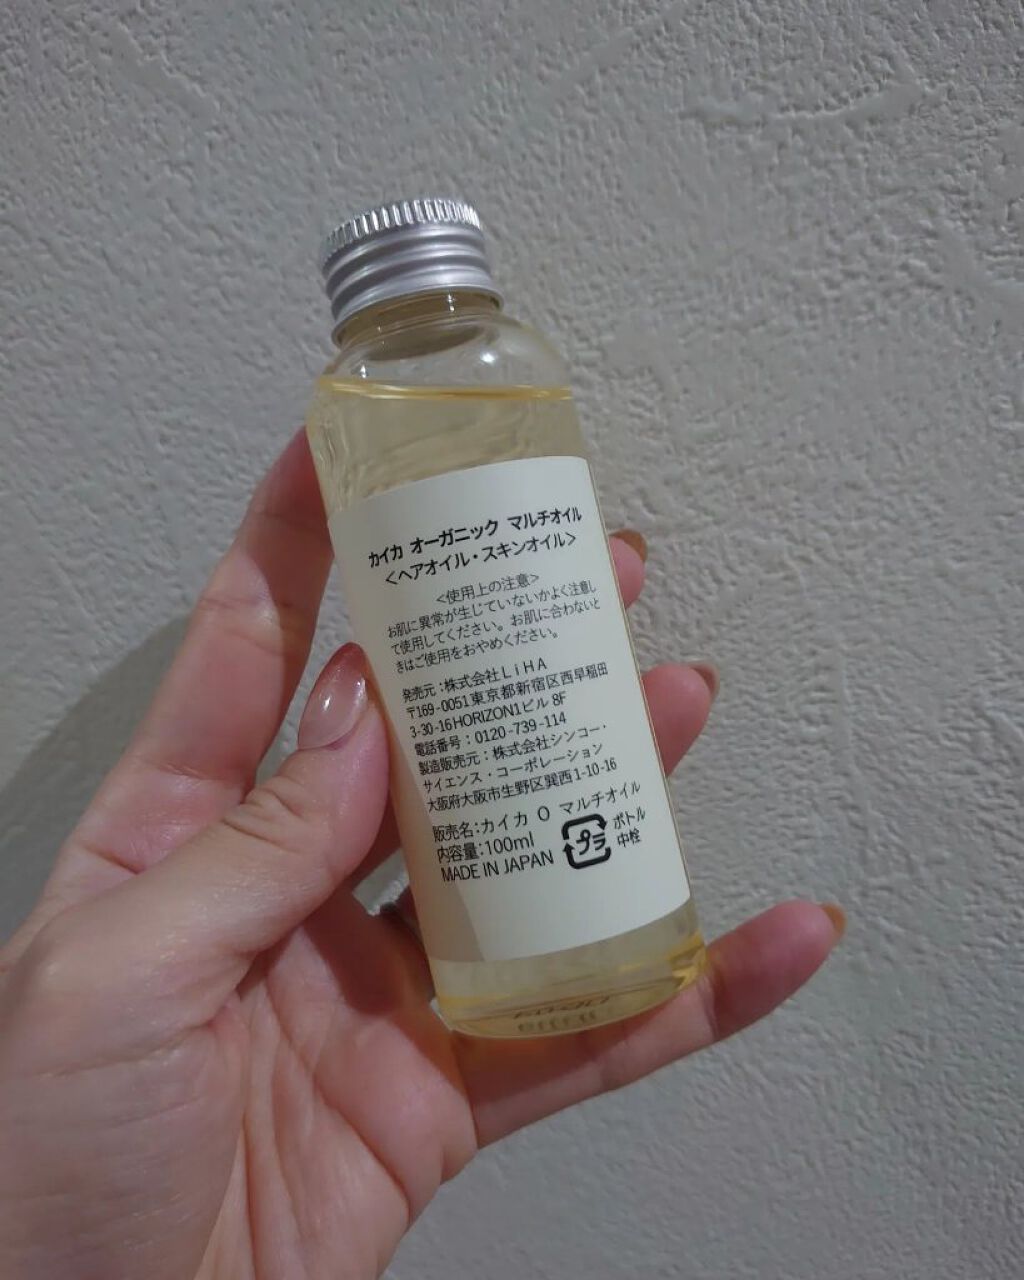 カイカ オーガニック マルチオイル
＜ヘアオイル・スキンオイル＞
＜使用上の注意＞
お肌に異常が生じていないかよく注意し
て使用してください。お肌に合わないと
きはご使用をおやめください。
発売元：株式会社LiHA
〒169-0051東京都新宿区西早稲田
3-30-16HORIZON1ビル 8F
電話番号：0120-739-114
製造販売元：株式会社シンコー・
サイエンス・コーポレーション
大阪府大阪市生野区巽西1-10-16
販売名：カイカ O マルチオイル
内容量：100ml
MADE IN JAPAN
プラ
ボトル
中栓